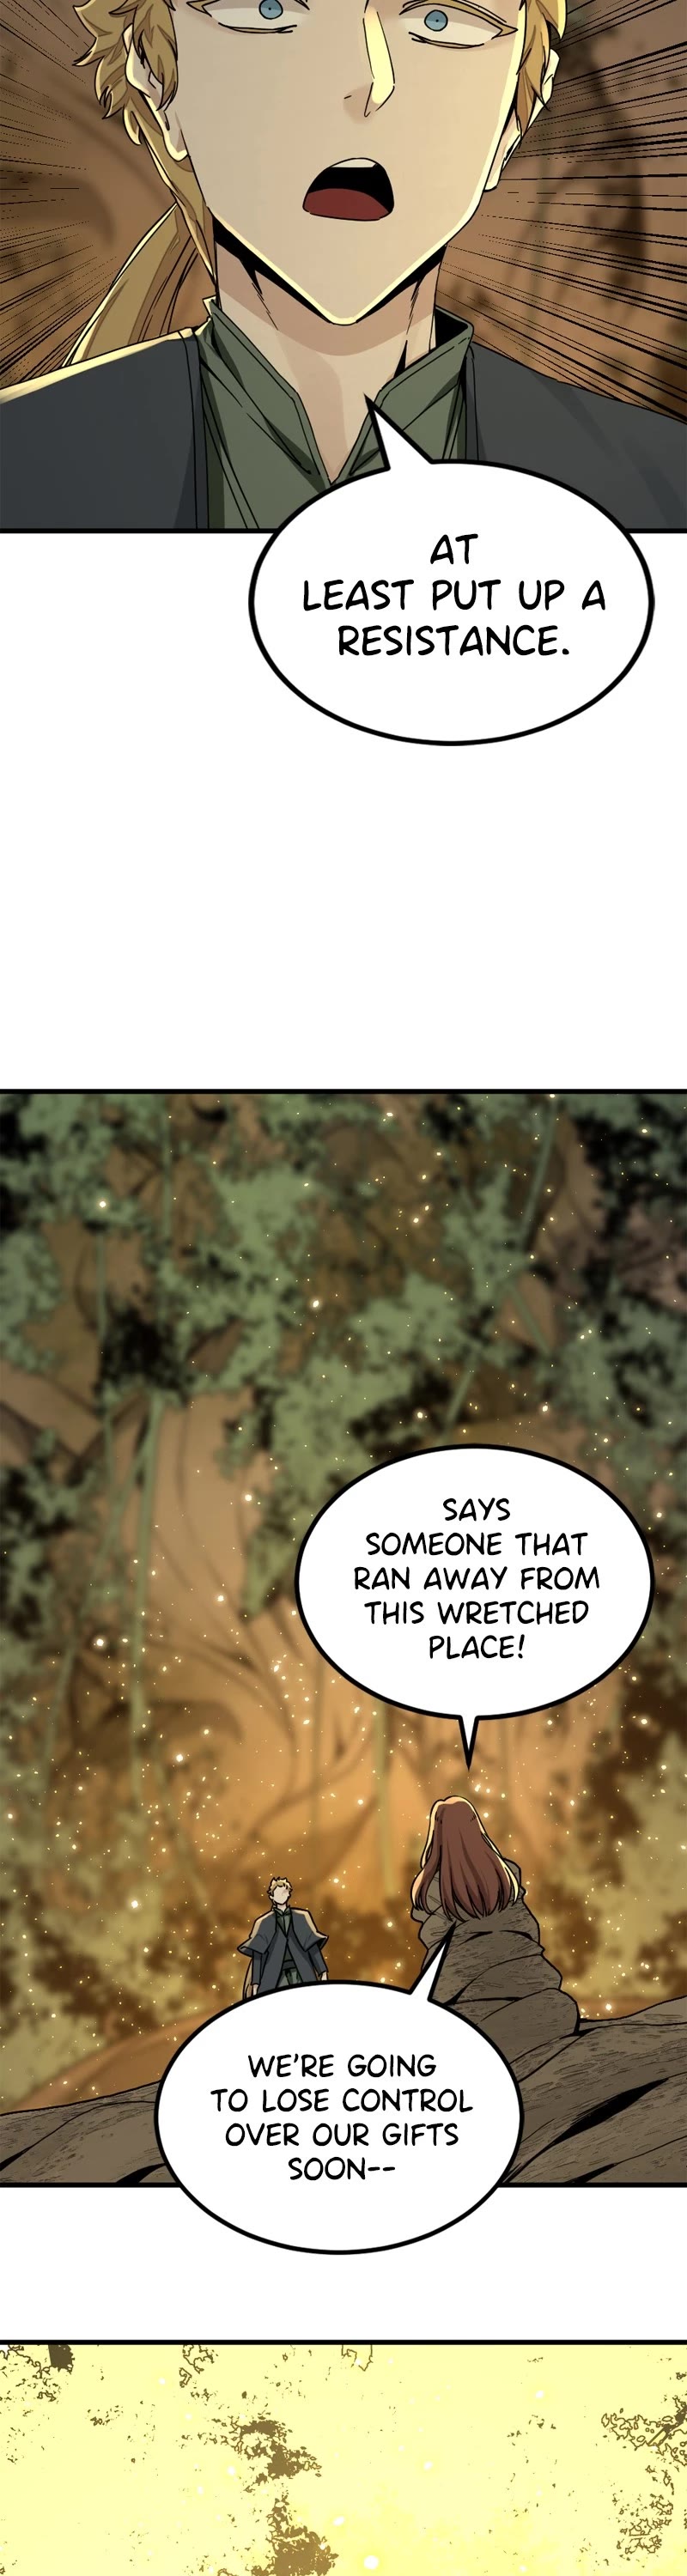 AT
LEAST PUT UP A
RESISTANCE.
SAYS
SOMEONE THAT
RAN AWAY FROM
THIS WRETCHED
PLACE!
WE'RE GOING
TO LOSE CONTROL
OVER OUR GIFTS
SOON--